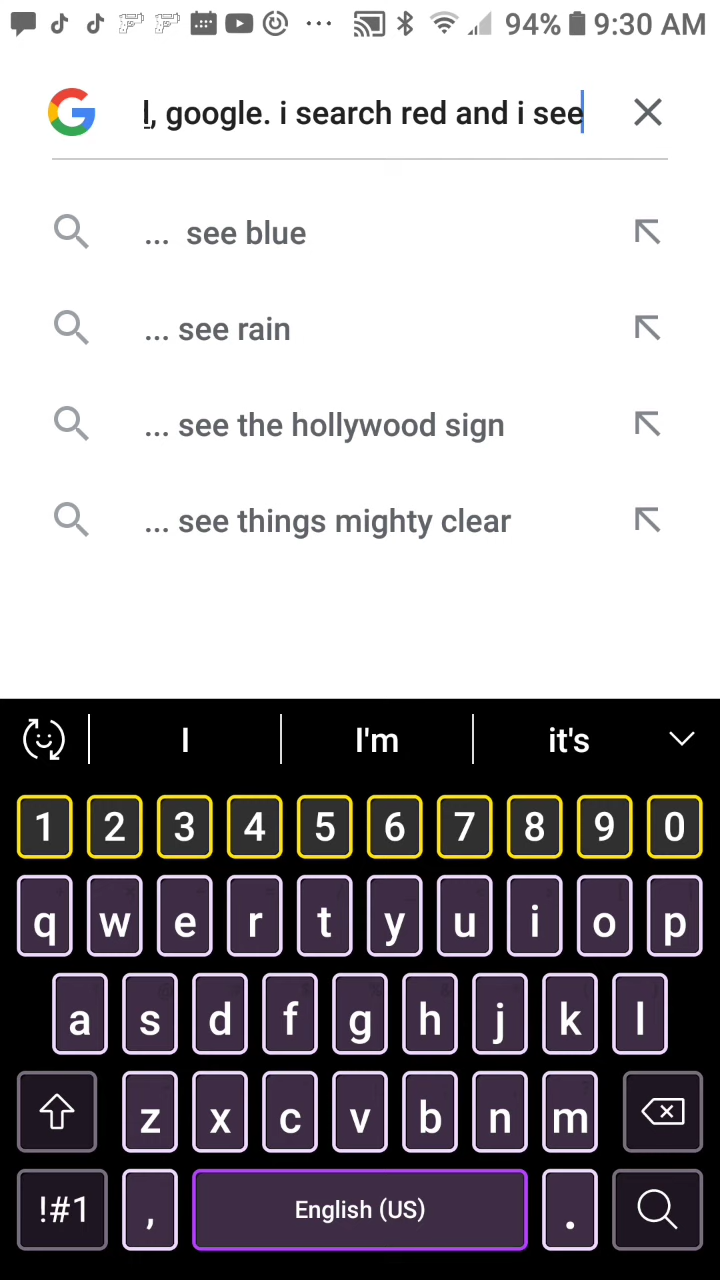 94% 9:30 AM
, google. i search red and i see
... see blue
... see rain
... see the hollywood sign
... see things mighty clear
I I'm it's
1 2 3 4 5 6 7 8 9 0
q w e r t y u i o p
a s d f g h j k l
z x c v b n m
!#1 , English (US) .